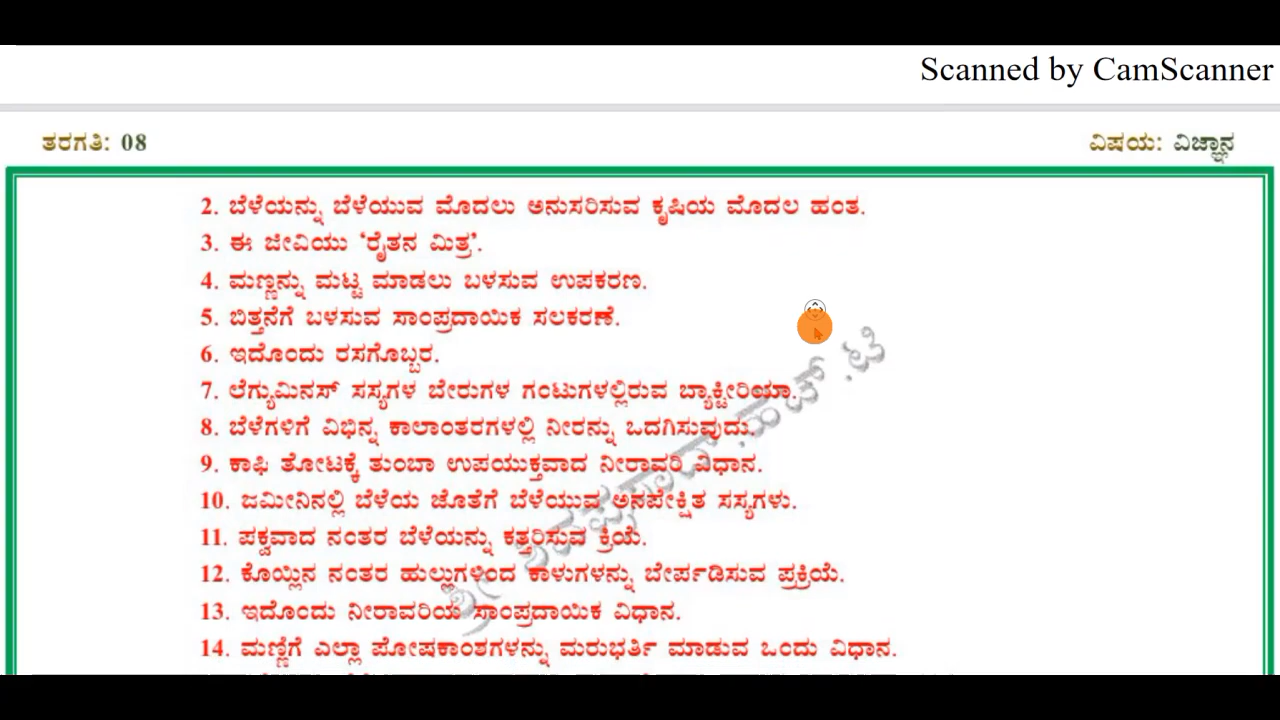 Scanned by CamScanner
ತರಗತಿ: 08 ವಿಷಯ: ವಿಜ್ಞಾನ
2. ಬೆಳೆಯನ್ನು ಬೆಳೆಯುವ ಮೊದಲು ಅನುಸರಿಸುವ ಕೃಷಿಯ ಮೊದಲ ಹಂತ.
3. ಈ ಜೀವಿಯು ‘ರೈತನ ಮಿತ್ರ’.
4. ಮಣ್ಣನ್ನು ಮಟ್ಟ ಮಾಡಲು ಬಳಸುವ ಉಪಕರಣ.
5. ಬಿತ್ತನೆಗೆ ಬಳಸುವ ಸಾಂಪ್ರದಾಯಿಕ ಸಲಕರಣೆ.
6. ಇದೊಂದು ರಸಗೊಬ್ಬರ.
7. ಲೆಗ್ಯುಮಿನಸ್ ಸಸ್ಯಗಳ ಬೇರುಗಳ ಗಂಟುಗಳಲ್ಲಿರುವ ಬ್ಯಾಕ್ಟೀರಿಯಾ.
8. ಬೆಳೆಗಳಿಗೆ ವಿಭಿನ್ನ ಕಾಲಾಂತರಗಳಲ್ಲಿ ನೀರನ್ನು ಒದಗಿಸುವುದು.
9. ಕಾಫಿ ತೋಟಕ್ಕೆ ತುಂಬಾ ಉಪಯುಕ್ತವಾದ ನೀರಾವರಿ ವಿಧಾನ.
10. ಜಮೀನಿನಲ್ಲಿ ಬೆಳೆಯ ಜೊತೆಗೆ ಬೆಳೆಯುವ ಅನಪೇಕ್ಷಿತ ಸಸ್ಯಗಳು.
11. ಪಕ್ವವಾದ ನಂತರ ಬೆಳೆಯನ್ನು ಕತ್ತರಿಸುವ ಕ್ರಿಯೆ.
12. ಕೊಯ್ಲಿನ ನಂತರ ಹುಲ್ಲುಗಳಿಂದ ಕಾಳುಗಳನ್ನು ಬೇರ್ಪಡಿಸುವ ಪ್ರಕ್ರಿಯೆ.
13. ಇದೊಂದು ನೀರಾವರಿಯ ಸಾಂಪ್ರದಾಯಿಕ ವಿಧಾನ.
14. ಮಣ್ಣಿಗೆ ಎಲ್ಲಾ ಪೋಷಕಾಂಶಗಳನ್ನು ಮರುಭರ್ತಿ ಮಾಡುವ ಒಂದು ವಿಧಾನ.
ಶ್ರೀ ಶಿವಪ್ರಸಾದ್ .ಹೆಚ್ .ಟಿ